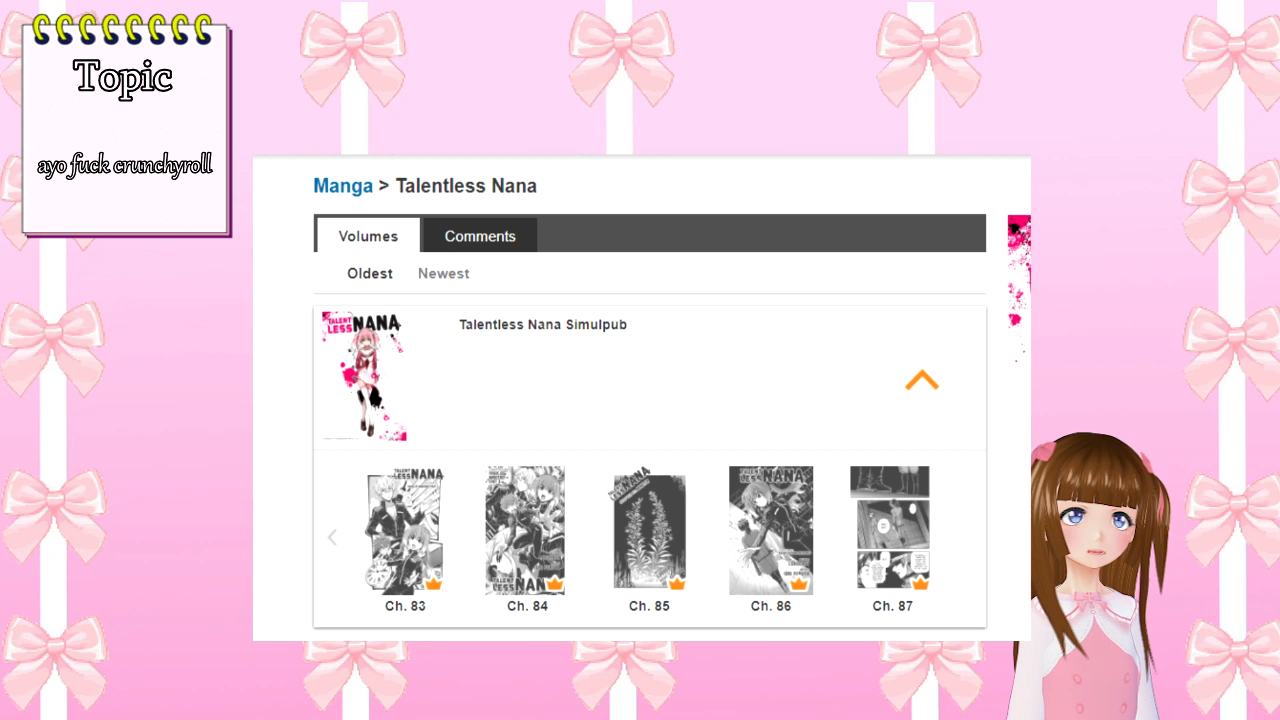 Topic
ayo fuck crunchyroll
Manga > Talentless Nana
Volumes Comments
Oldest Newest
TALENT
LESS NANA
Talentless Nana Simulpub
Ch. 83 Ch. 84 Ch. 85 Ch. 86 Ch. 87